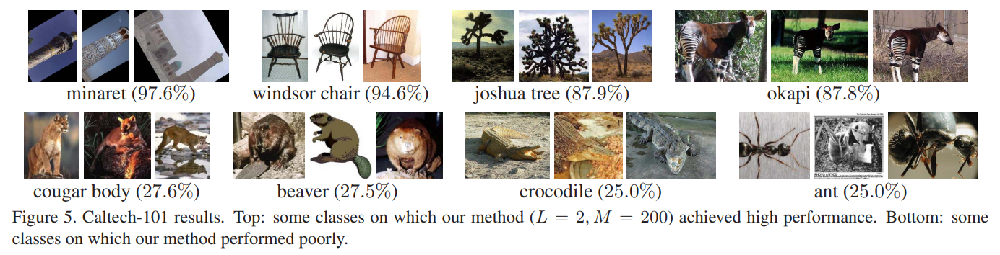 minaret (97.6%) windsor chair (94.6%) joshua tree (87.9%) okapi (87.8%)
PHOTO ANTICS
cougar body (27.6%) beaver (27.5%) crocodile (25.0%) ant (25.0%)
Figure 5. Caltech-101 results. Top: some classes on which our method (L = 2, M = 200) achieved high performance. Bottom: some
classes on which our method performed poorly.